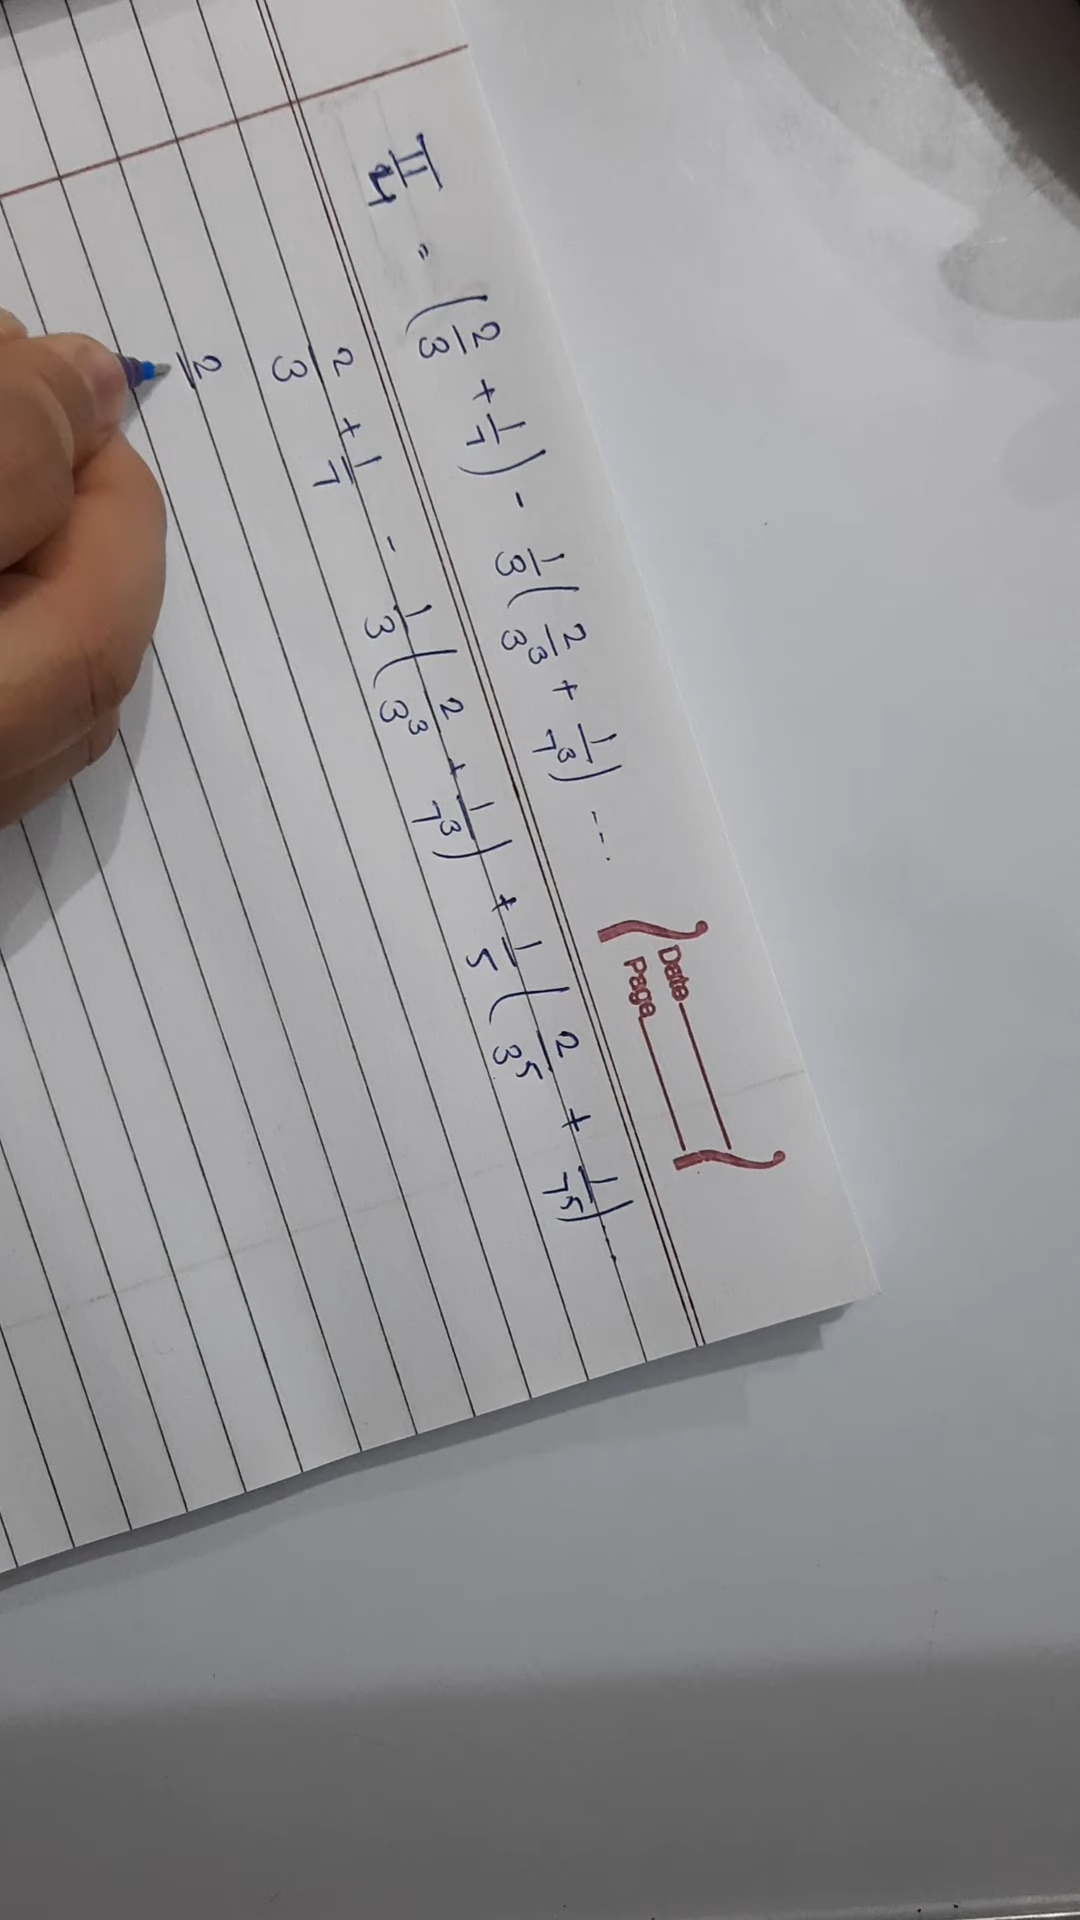 Date
Page
π/4 = (2/3 + 1/7) - 1/3(2/3³ + 1/7³) ...
2/3 + 1/7 - 1/3(2/3³ + 1/7³) + 1/5(2/3⁵ + 1/7⁵)...
2